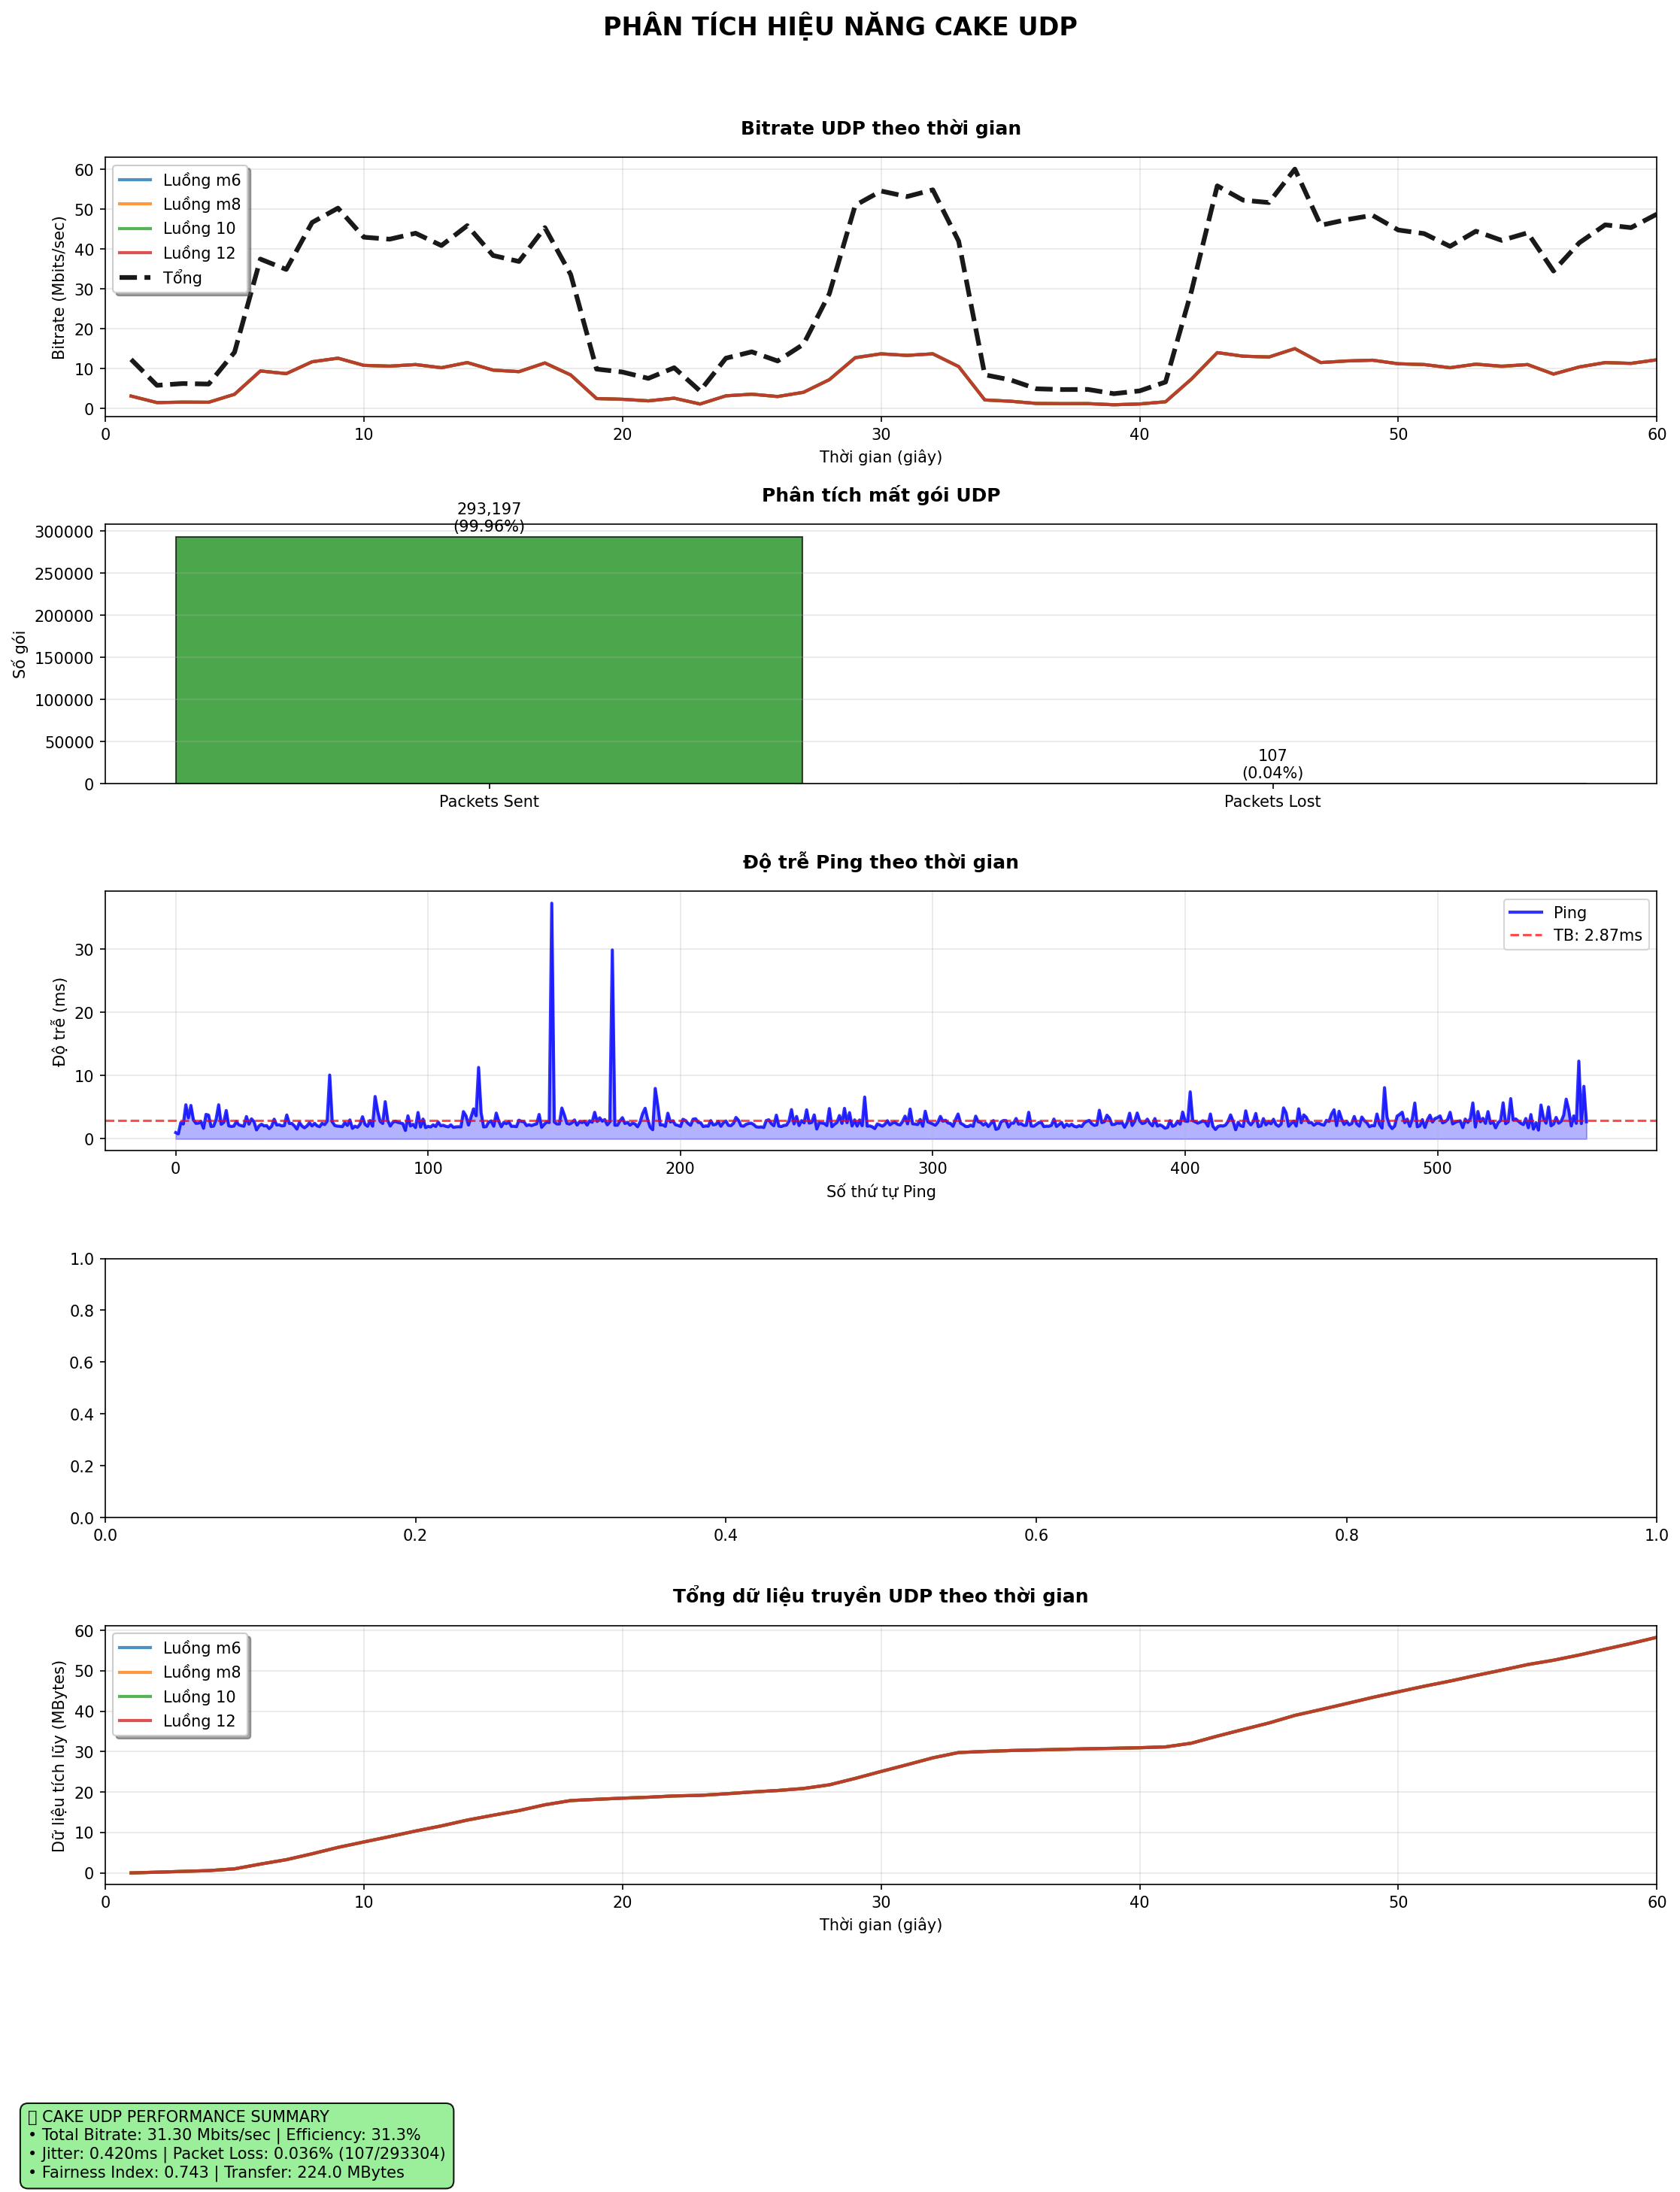 PHÂN TÍCH HIỆU NĂNG CAKE UDP
Bitrate UDP theo thời gian
Bitrate (Mbits/sec)
60
50
40
30
20
10
0
Luồng m6
Luồng m8
Luồng 10
Luồng 12
Tổng
0 10 20 30 40 50 60
Thời gian (giây)
Phân tích mất gói UDP
Số gói
300000
250000
200000
150000
100000
50000
0
293,197
(99.96%)
107
(0.04%)
Packets Sent Packets Lost
Độ trễ Ping theo thời gian
Độ trễ (ms)
30
20
10
0
Ping
TB: 2.87ms
0 100 200 300 400 500
Số thứ tự Ping
1.0
0.8
0.6
0.4
0.2
0.0
0.0 0.2 0.4 0.6 0.8 1.0
Tổng dữ liệu truyền UDP theo thời gian
Dữ liệu tích lũy (MBytes)
60
50
40
30
20
10
0
Luồng m6
Luồng m8
Luồng 10
Luồng 12
0 10 20 30 40 50 60
Thời gian (giây)
CAKE UDP PERFORMANCE SUMMARY
• Total Bitrate: 31.30 Mbits/sec | Efficiency: 31.3%
• Jitter: 0.420ms | Packet Loss: 0.036% (107/293304)
• Fairness Index: 0.743 | Transfer: 224.0 MBytes